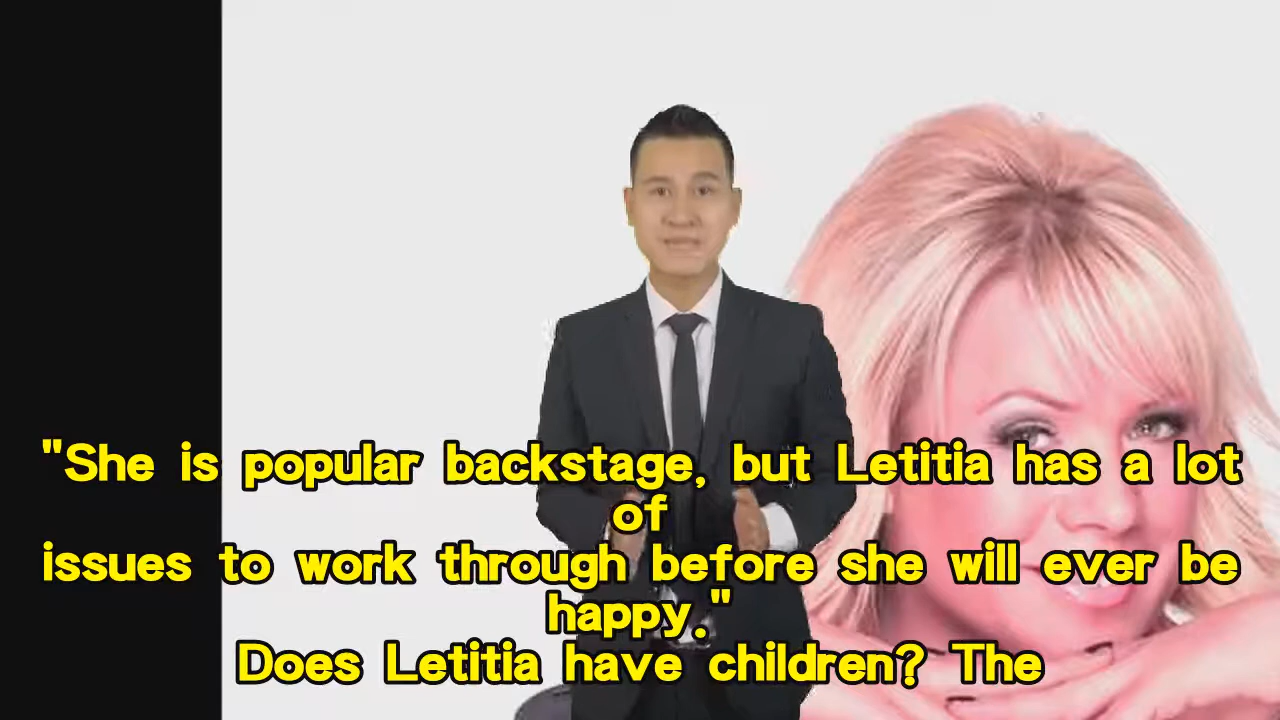 "She is popular backstage, but Letitia has a lot
of
issues to work through before she will ever be
happy."
Does Letitia have children? The